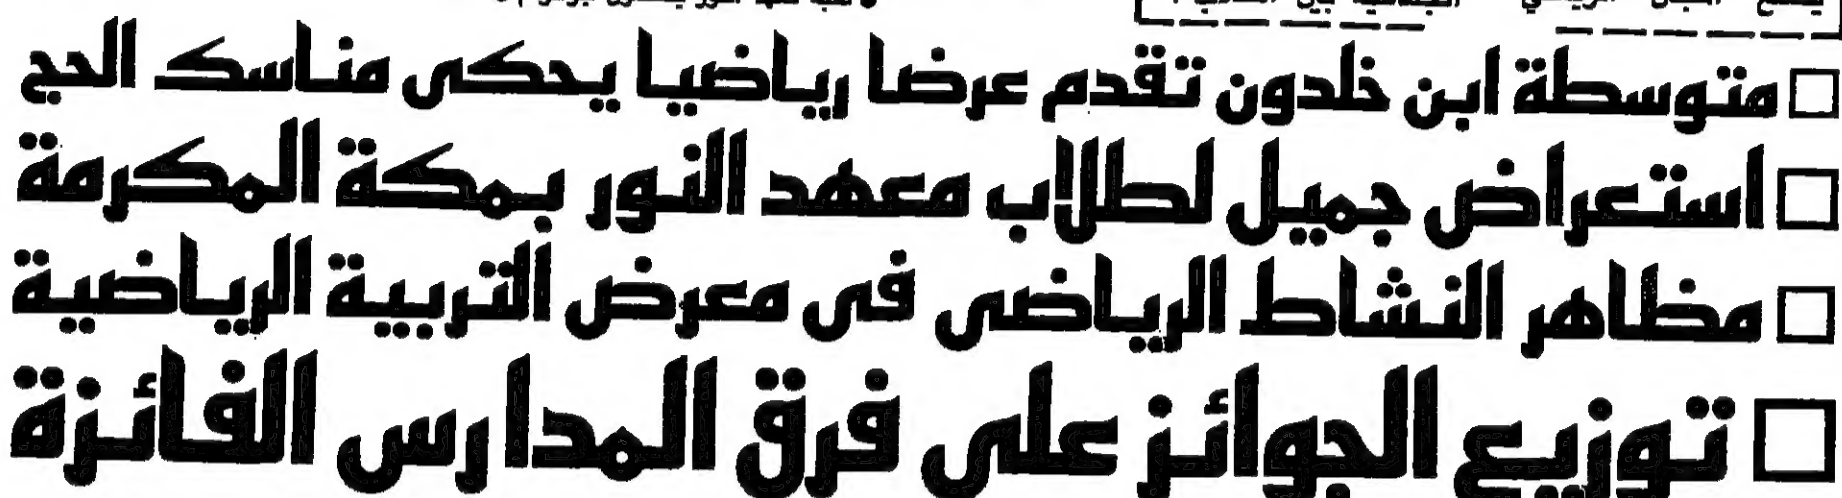 □ متوسطة ابن خلدون تقدم عرضا رياضيا يحكى مناسك الحج
□ استعراض جميل لطلاب معهد النور بمكة المكرمة
□ مظاهر النشاط الرياضى فى معرض التربية الرياضية
□ توزيع الجوائز على فرق المدارس الفائزة